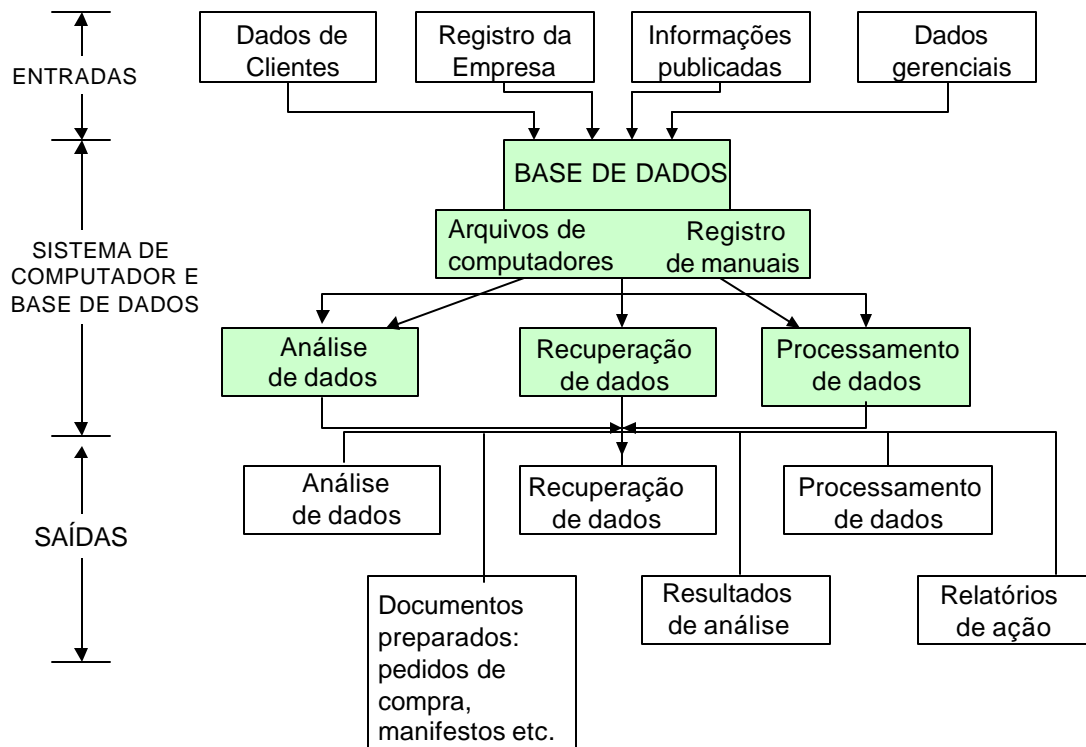 Dados de
Clientes
Registro da
Empresa
Informações
publicadas
Dados
gerenciais
ENTRADAS
BASE DE DADOS
Arquivos de
computadores
Registro
de manuais
SISTEMA DE
COMPUTADOR E
BASE DE DADOS
Análise
de dados
Recuperação
de dados
Processamento
de dados
SAÍDAS
Análise
de dados
Recuperação
de dados
Processamento
de dados
Documentos
preparados:
pedidos de
compra,
manifestos etc.
Resultados
de análise
Relatórios
de ação